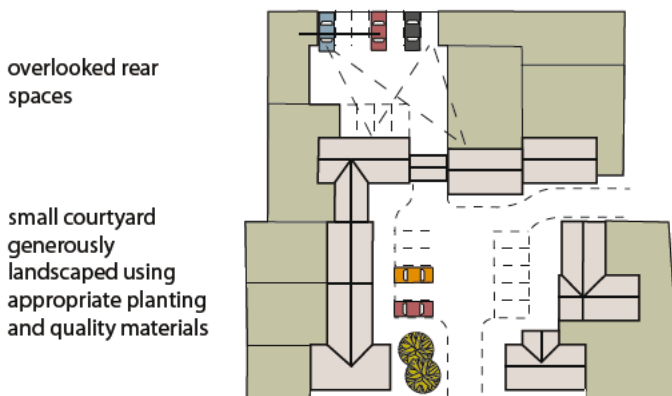 overlooked rear
spaces
small courtyard
generously
landscaped using
appropriate planting
and quality materials